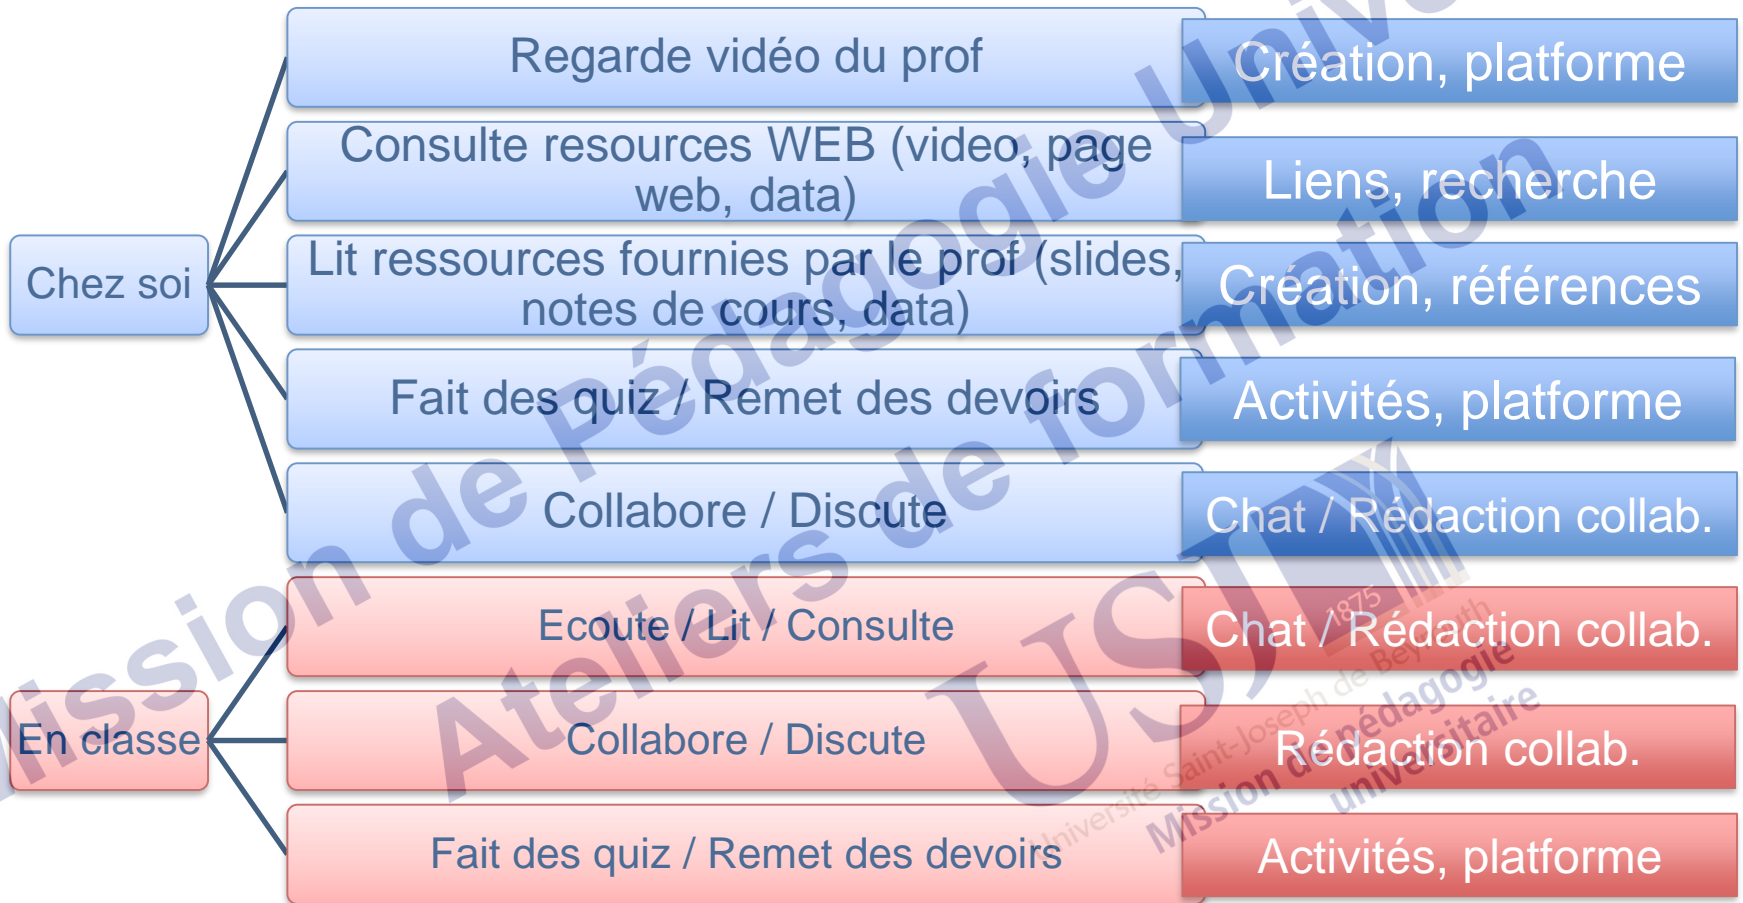 Regarde vidéo du prof
Création, platforme
Consulte resources WEB (video, page
web, data)
Liens, recherche
Chez soi
Lit ressources fournies par le prof (slides,
notes de cours, data)
Création, références
Fait des quiz / Remet des devoirs
Activités, platforme
Collabore / Discute
Chat / Rédaction collab.
En classe
Ecoute / Lit / Consulte
Chat / Rédaction collab.
Collabore / Discute
Rédaction collab.
Fait des quiz / Remet des devoirs
Activités, platforme
de Pédagogie
Ateliers de formation
USJ
1875
Université Saint-Joseph de Beyrouth
Mission de pédagogie
universitaire